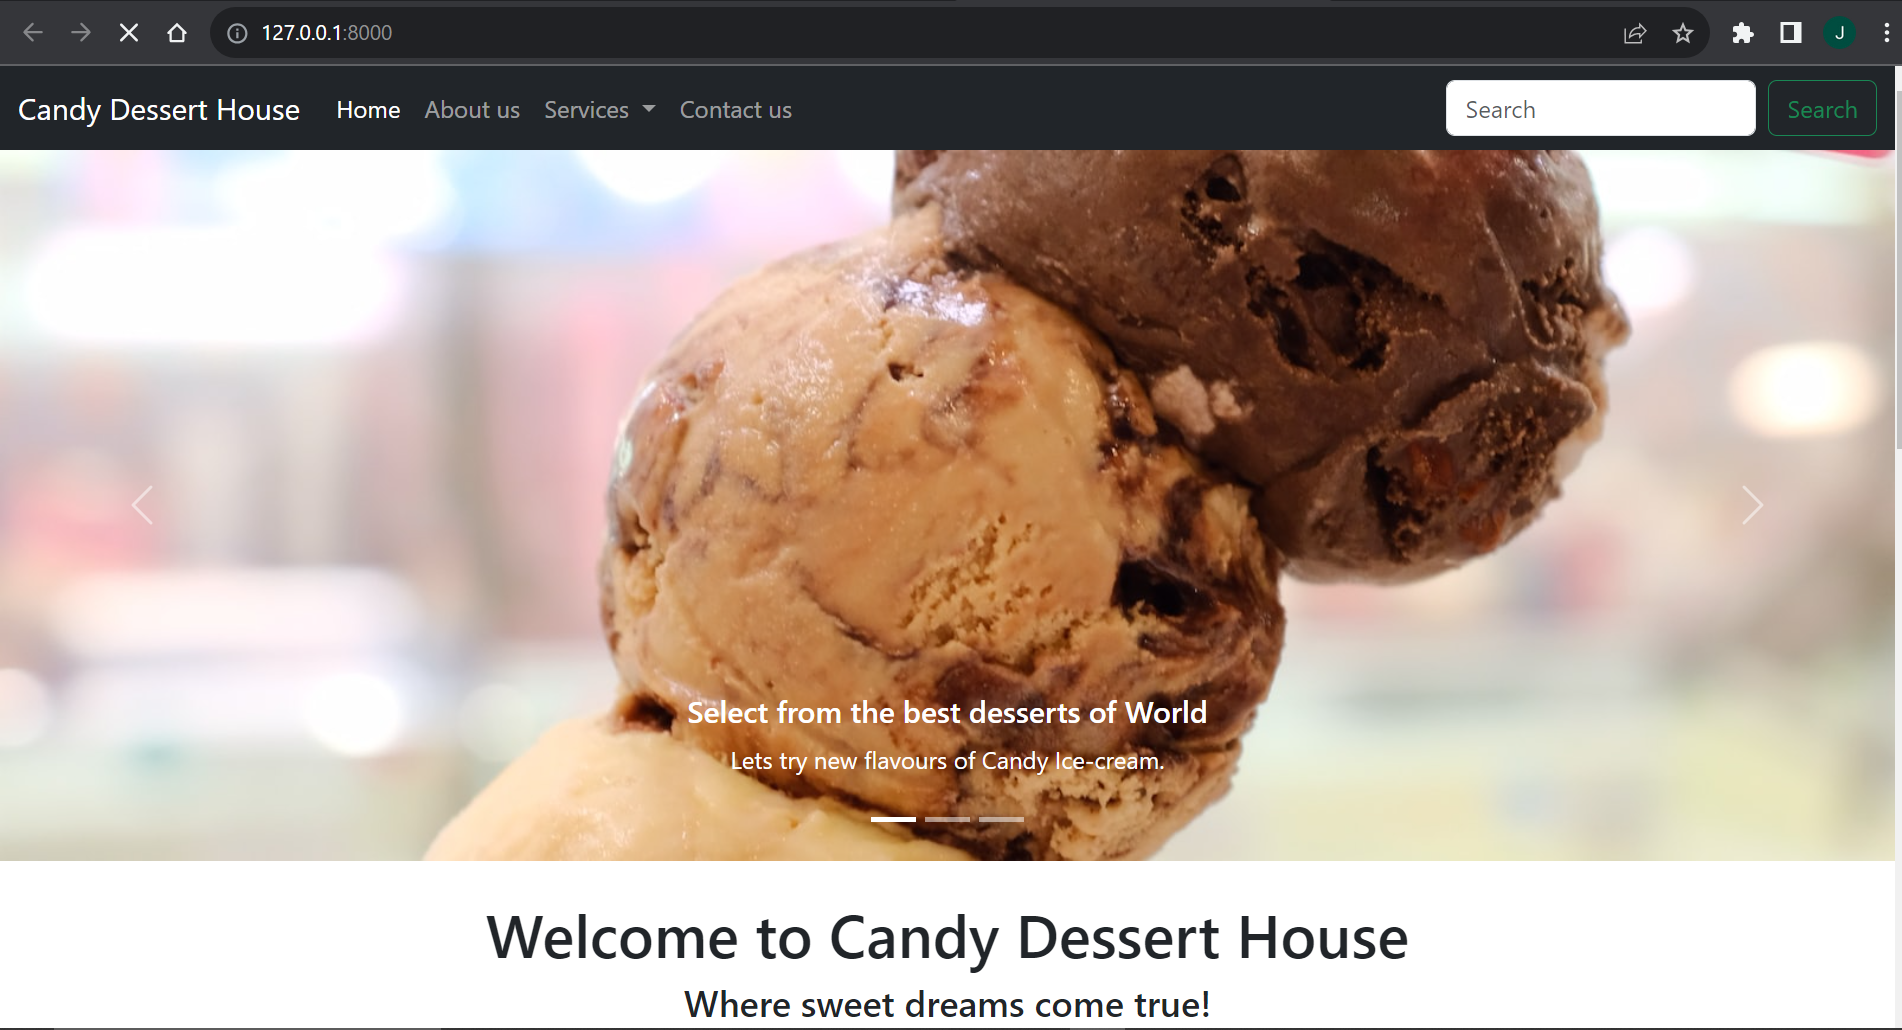 127.0.0.1:8000
J
Candy Dessert House Home About us Services Contact us Search Search
Select from the best desserts of World
Lets try new flavours of Candy Ice-cream.
Welcome to Candy Dessert House
Where sweet dreams come true!